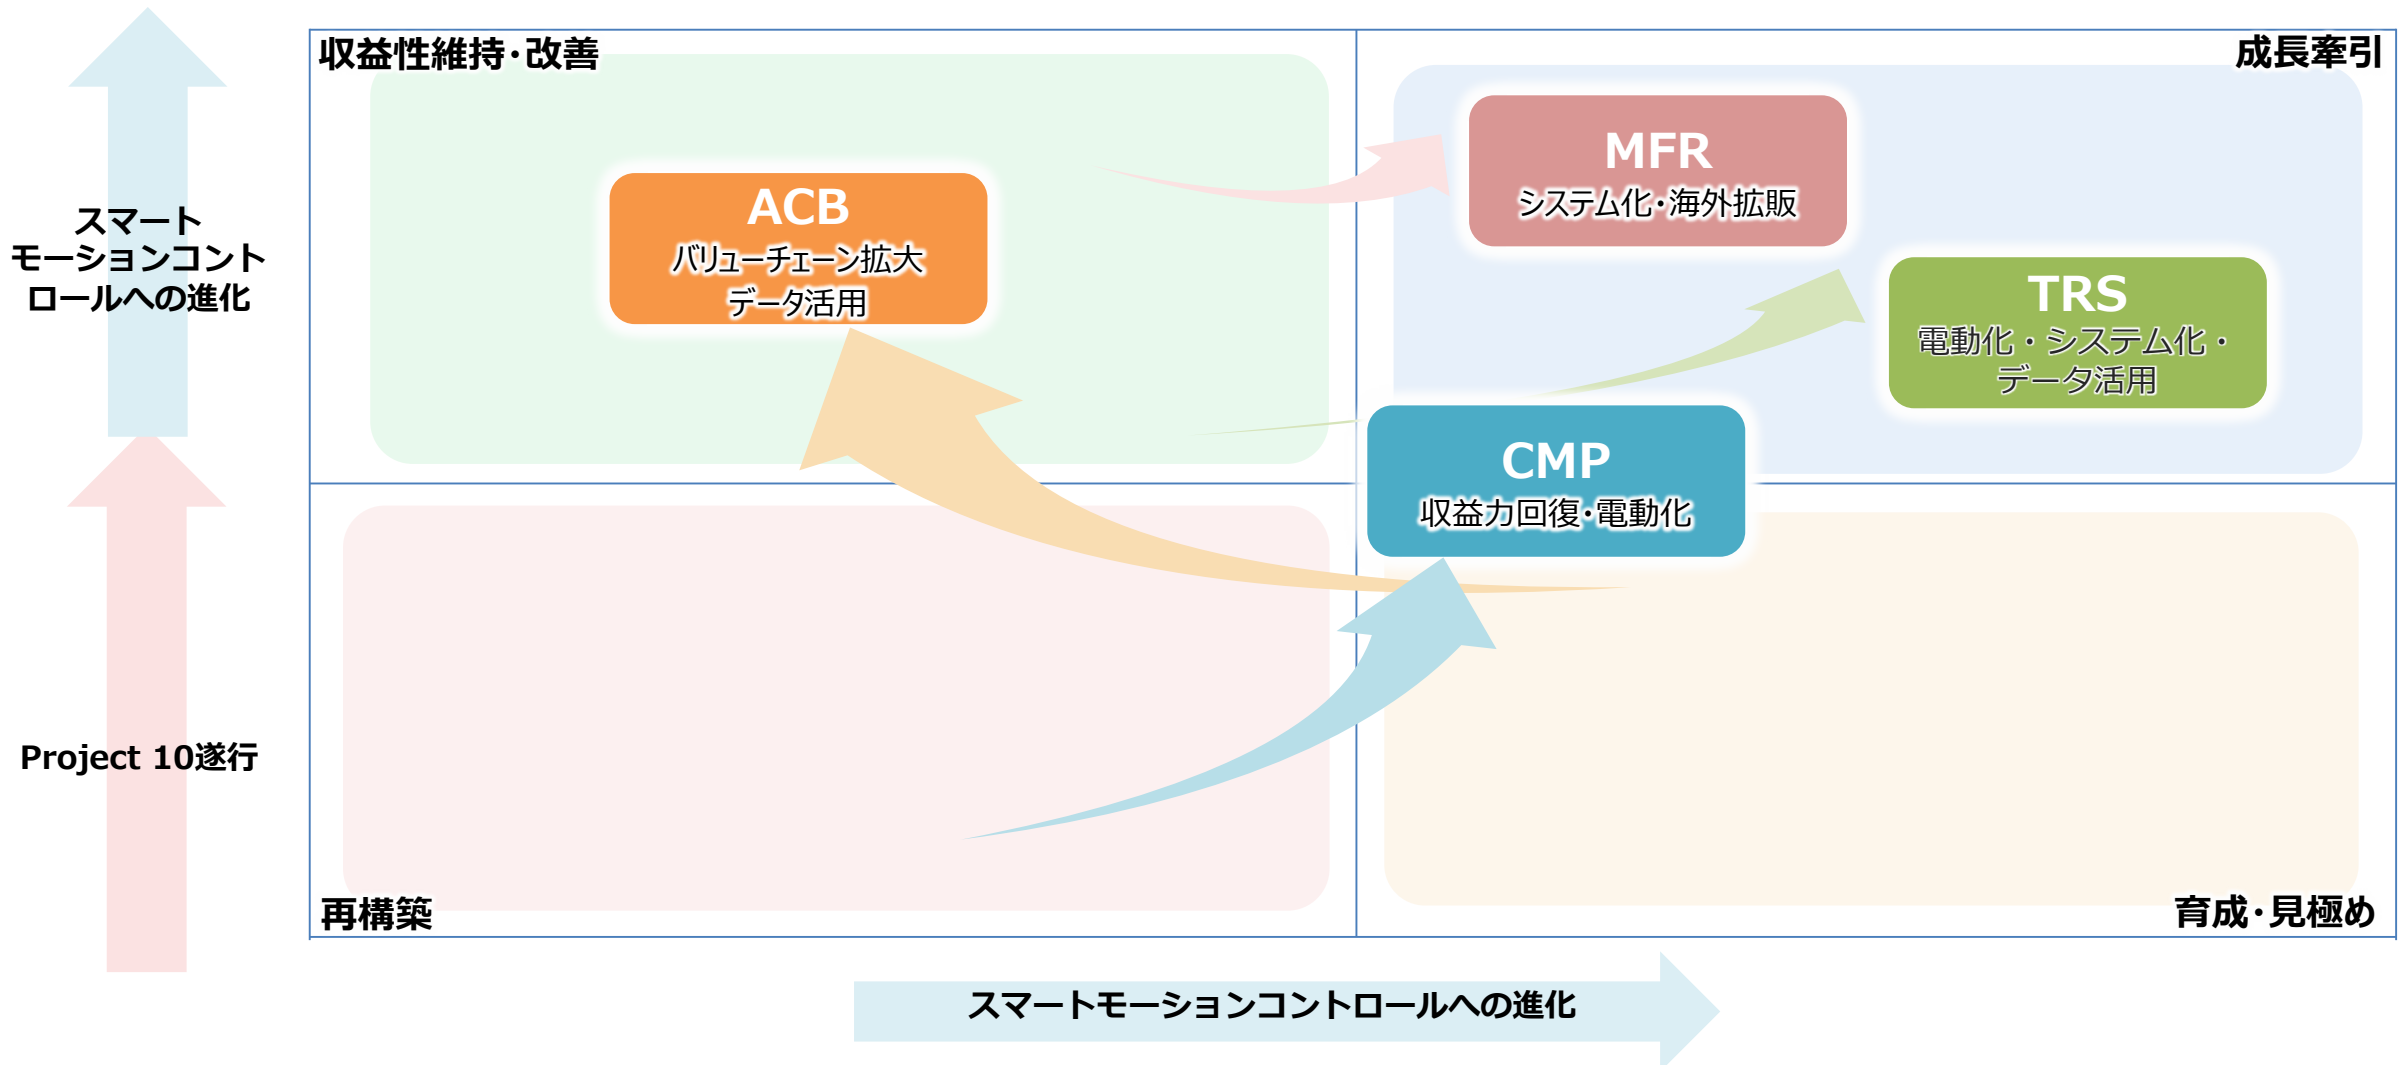 収益性維持･改善
成長牽引
MFR
システム化･海外拡販
ACB
バリューチェーン拡大
データ活用
TRS
電動化・システム化・
データ活用
スマート
モーションコント
ロールへの進化
CMP
収益力回復･電動化
Project 10遂行
再構築
育成･見極め
スマートモーションコントロールへの進化